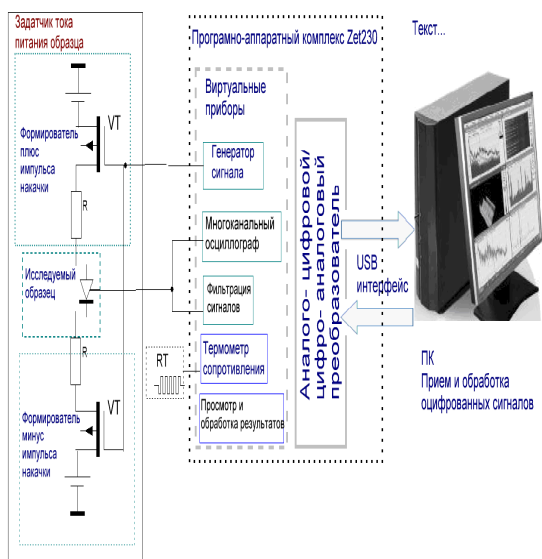 Задатчик тока
питания образца
VT
Формирователь
плюс
импульса
накачки
R
Исследуемый
образец
R
Формирователь
минус
импульса
накачки
VT
Програмно-аппаратный комплекс Zet230
Виртуальные
приборы
Генератор
сигнала
Многоканальный
осциллограф
Фильтрация
сигналов
RT
Термометр
сопротивления
Просмотр и
обработка результатов
Аналого- цифровой/
цифро- аналоговый
преобразователь
USB
интерфейс
Текст...
ПК
Прием и обработка
оцифрованных сигналов